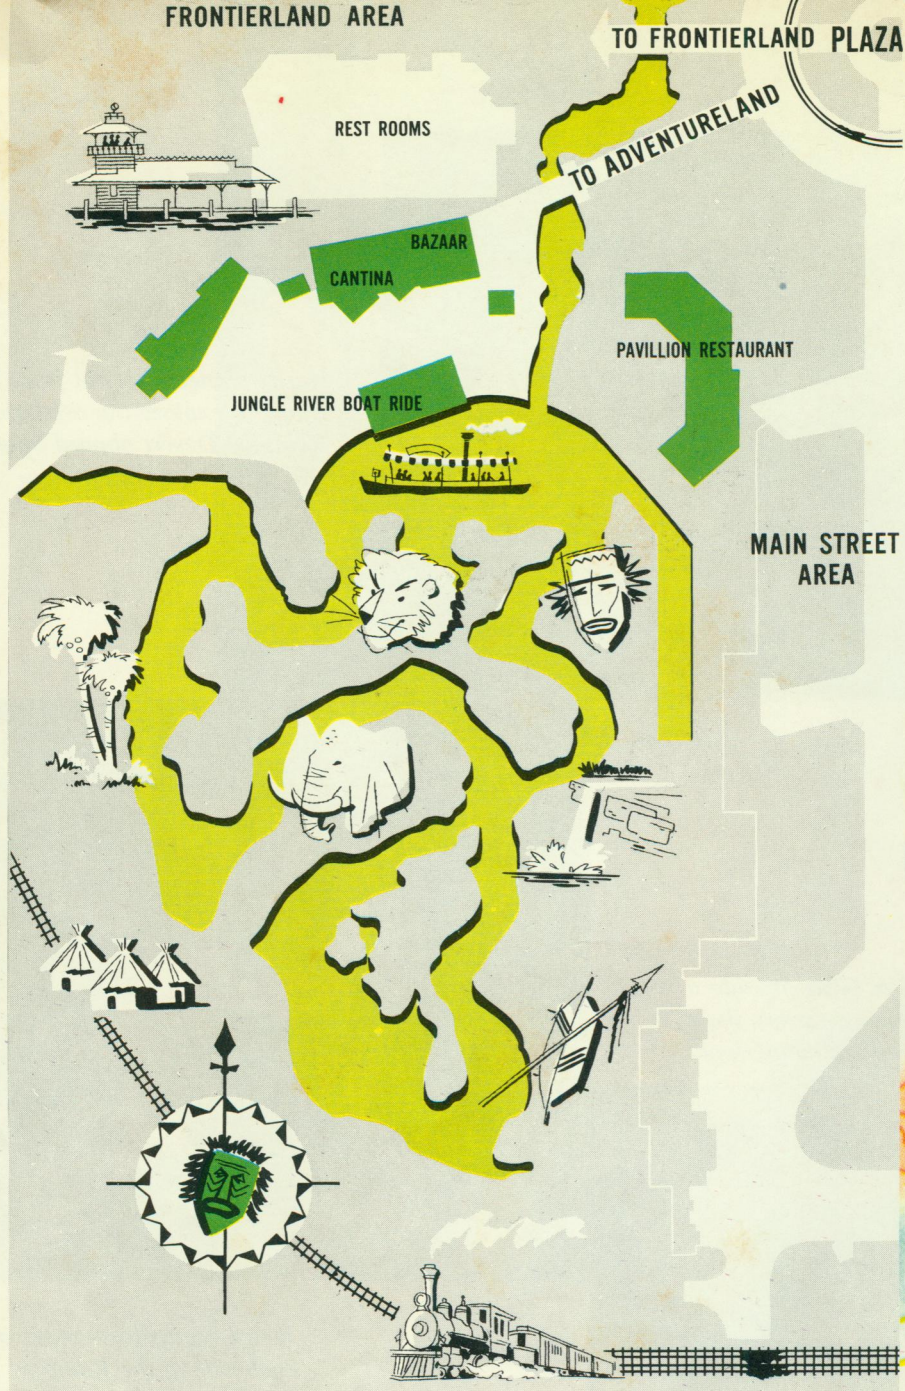 FRONTIERLAND AREA
TO FRONTIERLAND PLAZA
REST ROOMS
TO ADVENTURELAND
BAZAAR
CANTINA
PAVILLION RESTAURANT
JUNGLE RIVER BOAT RIDE
MAIN STREET
AREA